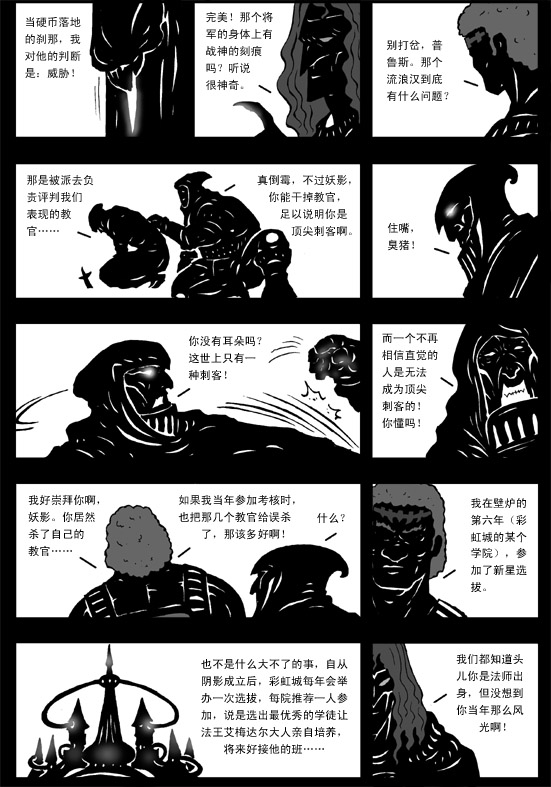 当硬币落地
的刹那，我
对他的判断
是：威胁！
完美！那个将
军的身体上有
战神的刻痕
吗？听说
很神奇。
别打岔，普
鲁斯。那个
流浪汉到底
有什么问题？
那是被派去负
责评判我们
表现的教
官……
真倒霉，不过妖影，
你能干掉教官，
足以说明你是
顶尖刺客啊。
住嘴，
臭猪！
你没有耳朵吗？
这世上只有一
种刺客！
而一个不再
相信直觉的
人是无法
成为顶尖
刺客的！
你懂吗！
我好崇拜你啊，
妖影。你居然
杀了自己的
教官……
如果我当年参加考核时，
也把那几个教官给误杀
了，那该多好啊！
什么？
我在壁炉的
第六年（彩
虹城的某个
学院），参
加了新星选
拔。
也不是什么大不了的事，自从
阴影成立后，彩虹城每年会举
办一次选拔，每院推荐一人参
加，说是选出最优秀的学徒让
法王艾梅达尔大人亲自培养，
将来好接他的班……
我们都知道头
儿你是法师出
身，但没想到
你当年那么风
光啊！